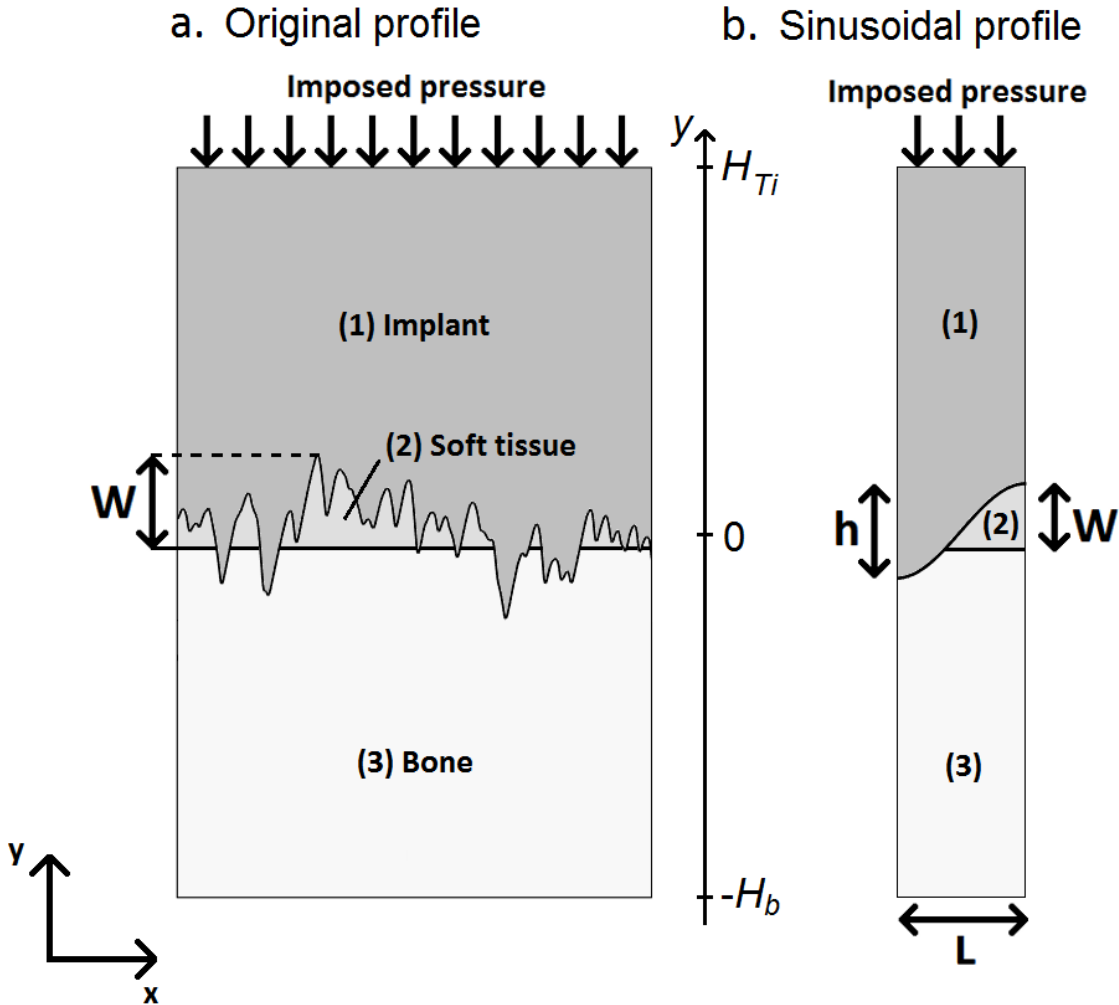 a. Original profile
Imposed pressure
(1) Implant
(2) Soft tissue
W
(3) Bone
y
x
y
H_Ti
0
-H_b
b. Sinusoidal profile
Imposed pressure
(1)
h
(2)
W
(3)
L